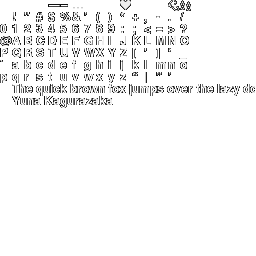 ! " # $ % & ' ( ) * + , - . /
0 1 2 3 4 5 6 7 8 9 : ; < = > ?
@ A B C D E F G H I J K L M N O
P Q R S T U V W X Y Z [ ' ] ^ _
a b c d e f g h i j k l m n o
p q r s t u v w x y z " | " "
The quick brown fox jumps over the lazy do
Yuna Kagurazaka